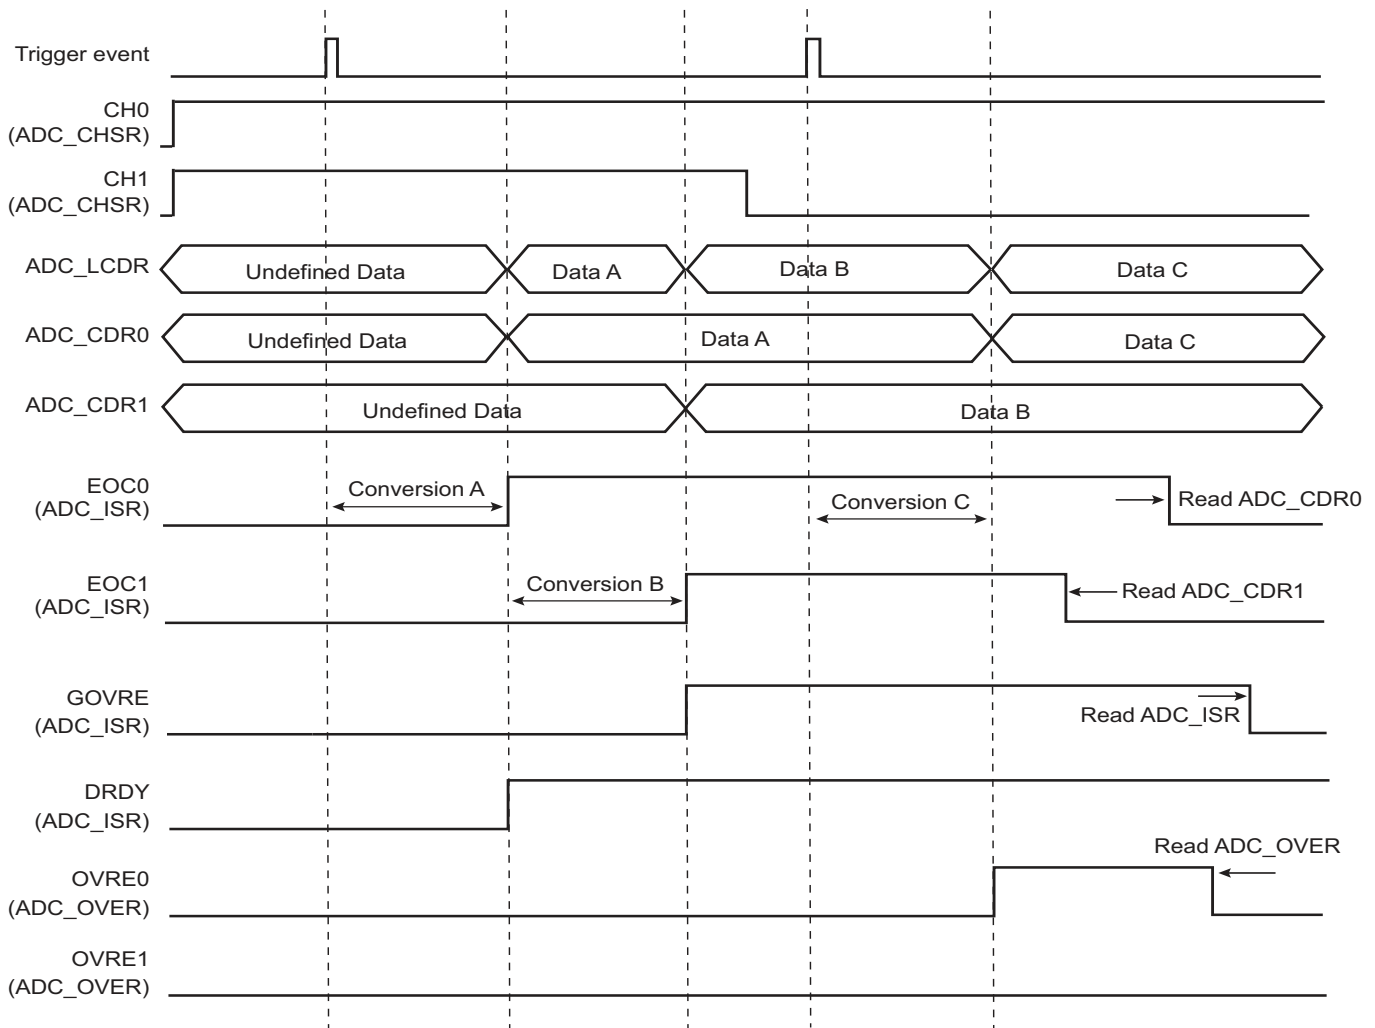 Trigger event
CH0
(ADC_CHSR)
CH1
(ADC_CHSR)
ADC_LCDR
Undefined Data
Data A
Data B
Data C
ADC_CDR0
Undefined Data
Data A
Data C
ADC_CDR1
Undefined Data
Data B
EOC0
(ADC_ISR)
Conversion A
Conversion C
Read ADC_CDR0
EOC1
(ADC_ISR)
Conversion B
Read ADC_CDR1
GOVRE
(ADC_ISR)
Read ADC_ISR
DRDY
(ADC_ISR)
Read ADC_OVER
OVRE0
(ADC_OVER)
OVRE1
(ADC_OVER)